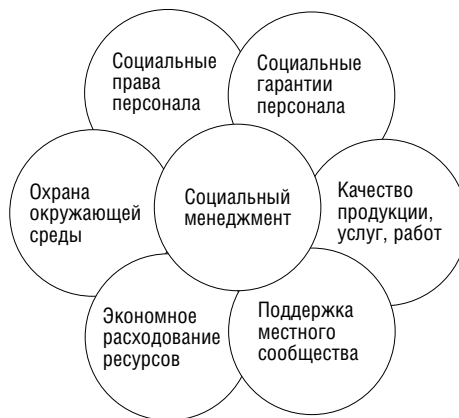 Социальные
права
персонала
Социальные
гарантии
персонала
Охрана
окружающей
среды
Социальный
менеджмент
Качество
продукции,
услуг, работ
Экономное
расходование
ресурсов
Поддержка
местного
сообщества